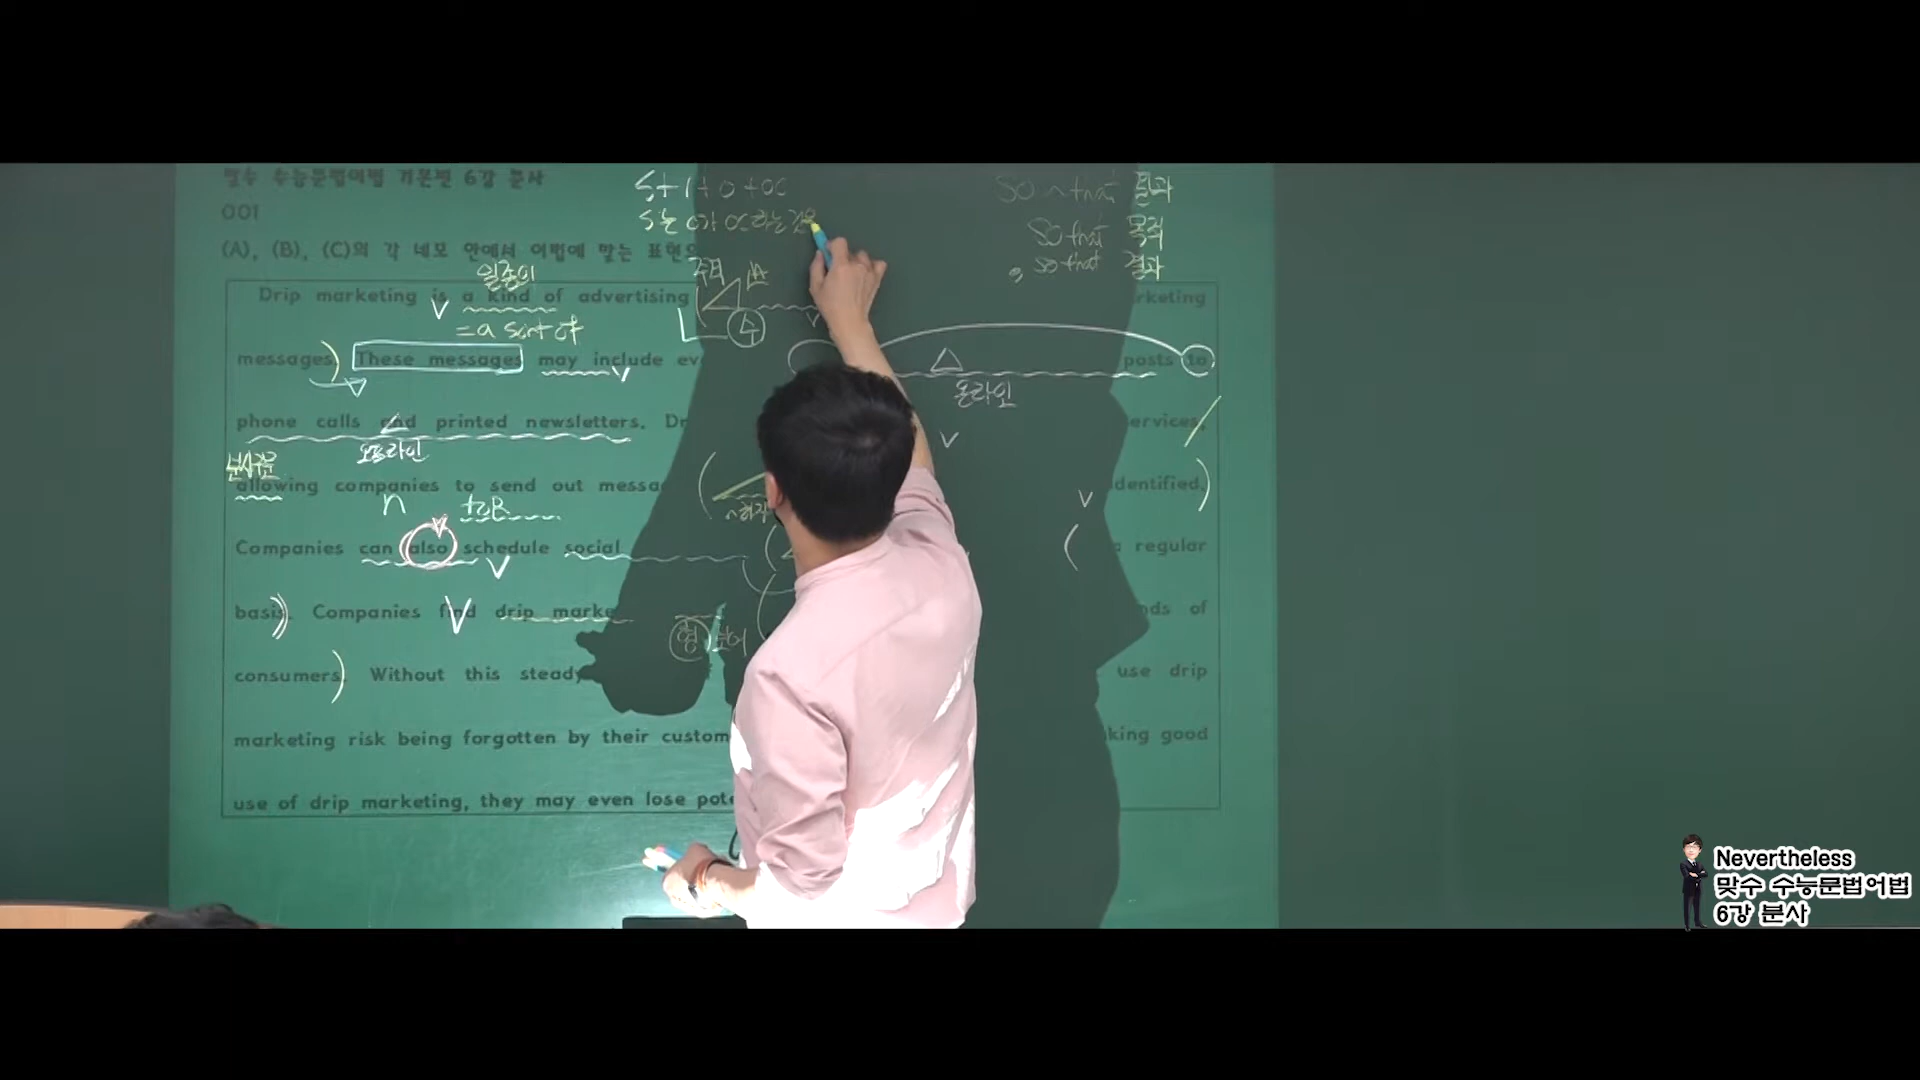 맞수 수능문법어법 기본편 6강 분사
S+V+O+OC
so ~ that 결과
001
S는 O가 OC라는 것을
so that 목적
(A), (B), (C)의 각 네모 안에서 어법에 맞는 표현
, so that 결과
일종의
주격
Drip marketing is a kind of advertising
rketing
= a sort of
수
messages. These messages may include ev
posts to
온라인
phone calls and printed newsletters. Dr
ervices,
오프라인
분사구문
allowing companies to send out messa
dentified.
n
to R
Companies can also schedule social
a regular
basis. Companies find drip marke
nds of
형
consumers. Without this steady
use drip
marketing risk being forgotten by their custom
king good
use of drip marketing, they may even lose pote
Nevertheless
맞수 수능문법어법
6강 분사